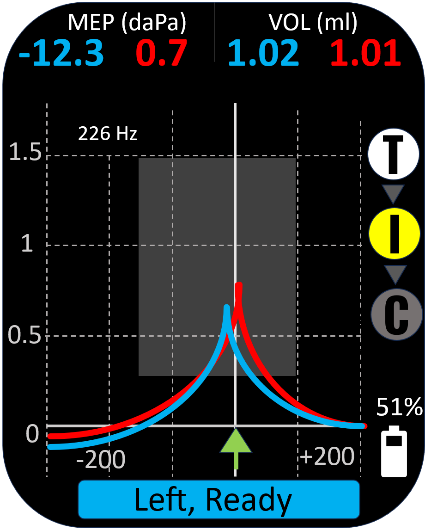 MEP (daPa) VOL (ml)
-12.3 0.7 1.02 1.01
226 Hz
1.5
T
1
I
0.5
C
51%
0
-200 +200
Left, Ready